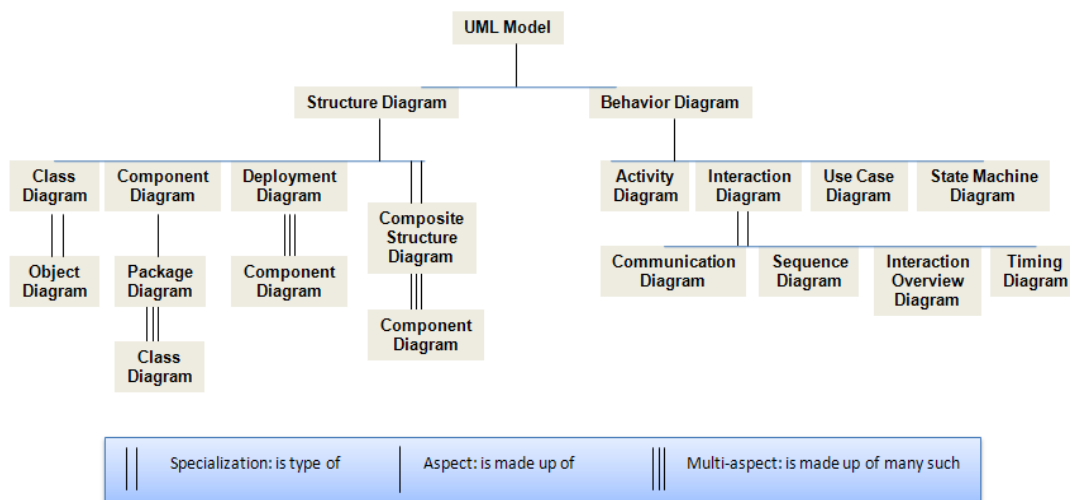 UML Model
Structure Diagram
Behavior Diagram
Class
Diagram
Component
Diagram
Deployment
Diagram
Composite
Structure
Diagram
Activity
Diagram
Interaction
Diagram
Use Case
Diagram
State Machine
Diagram
Object
Diagram
Package
Diagram
Component
Diagram
Component
Diagram
Class
Diagram
Communication
Diagram
Sequence
Diagram
Interaction
Overview
Diagram
Timing
Diagram
Specialization: is type of
Aspect: is made up of
Multi-aspect: is made up of many such